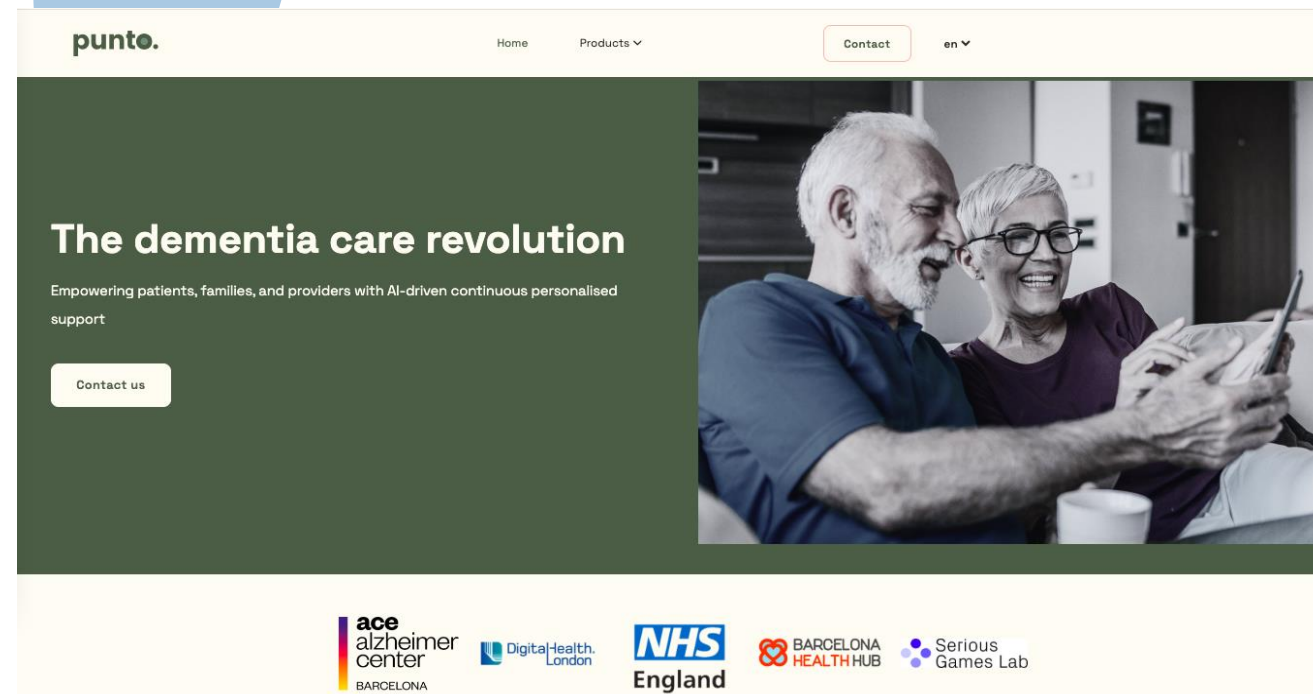 punto.
Home
Products
Contact
en
The dementia care revolution
Empowering patients, families, and providers with AI-driven continuous personalised
support
Contact us
ace
alzheimer
center
BARCELONA
DigitalHealth.
London
NHS
England
BARCELONA
HEALTH HUB
Serious
Games Lab